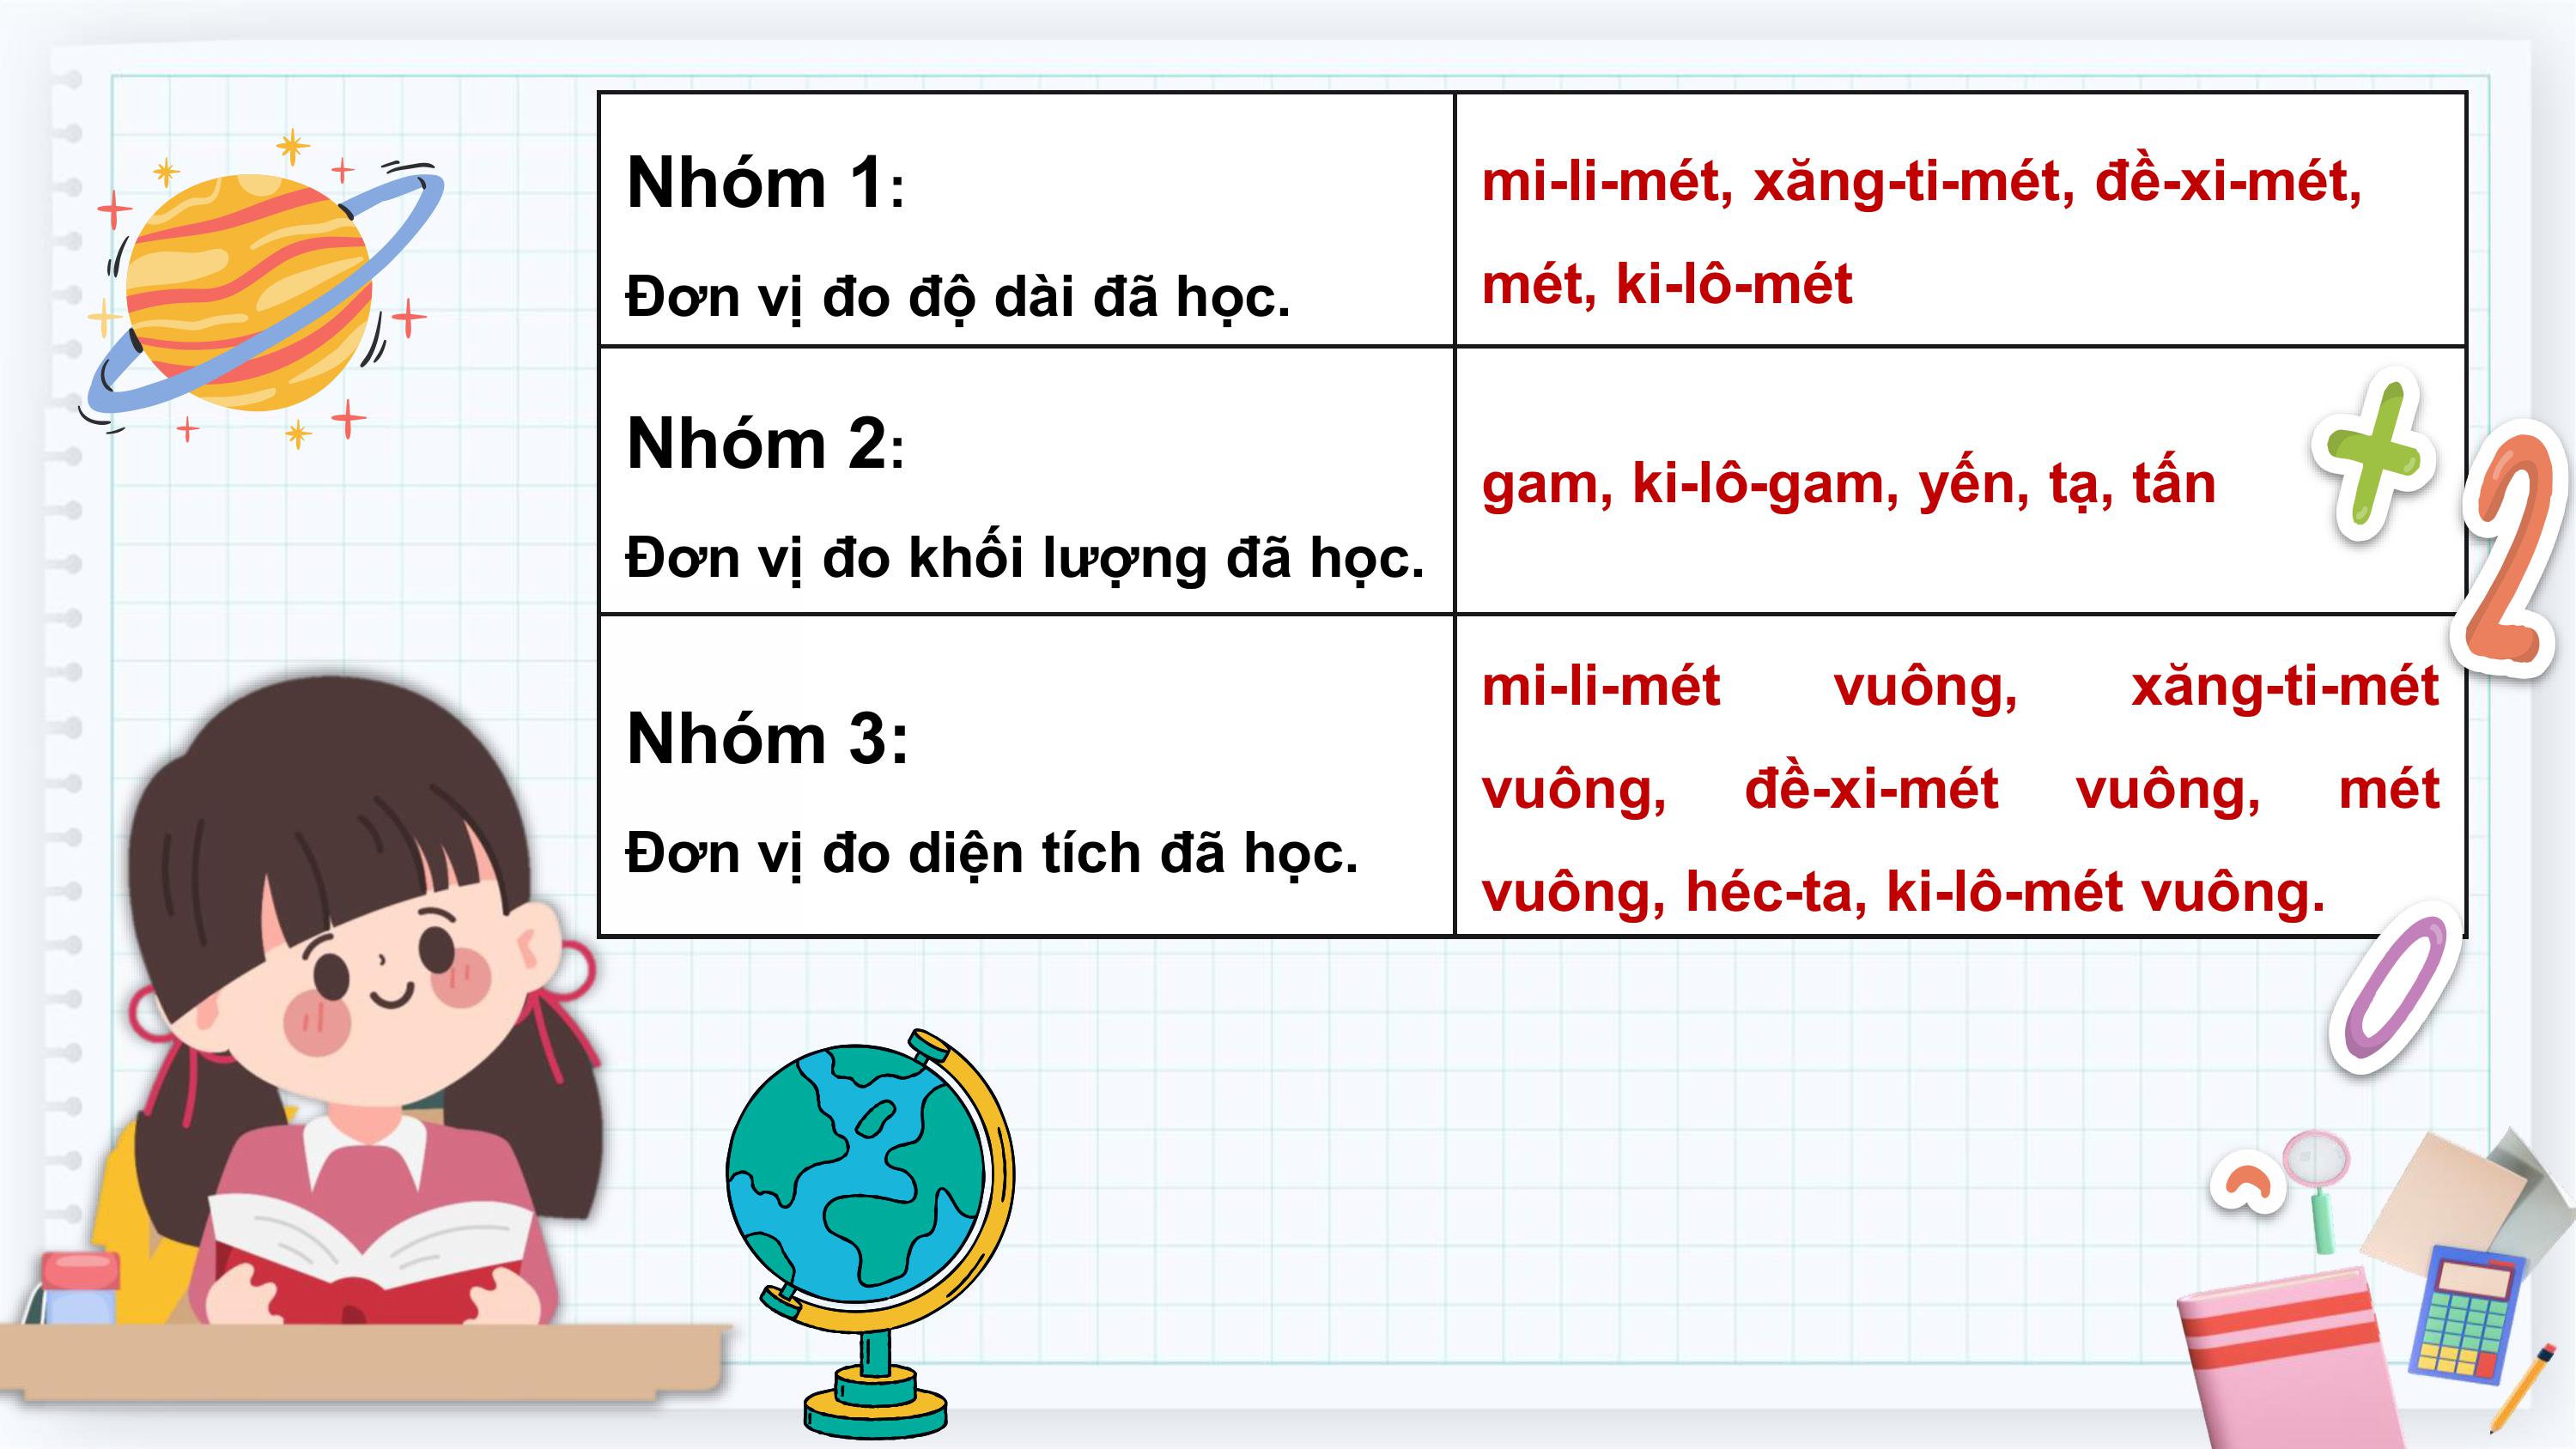 Nhóm 1:
Đơn vị đo độ dài đã học.
mi-li-mét, xăng-ti-mét, đề-xi-mét,
mét, ki-lô-mét
Nhóm 2:
Đơn vị đo khối lượng đã học.
gam, ki-lô-gam, yến, tạ, tấn
+
2
Nhóm 3:
Đơn vị đo diện tích đã học.
mi-li-mét vuông, xăng-ti-mét
vuông, đề-xi-mét vuông, mét
vuông, héc-ta, ki-lô-mét vuông.
0